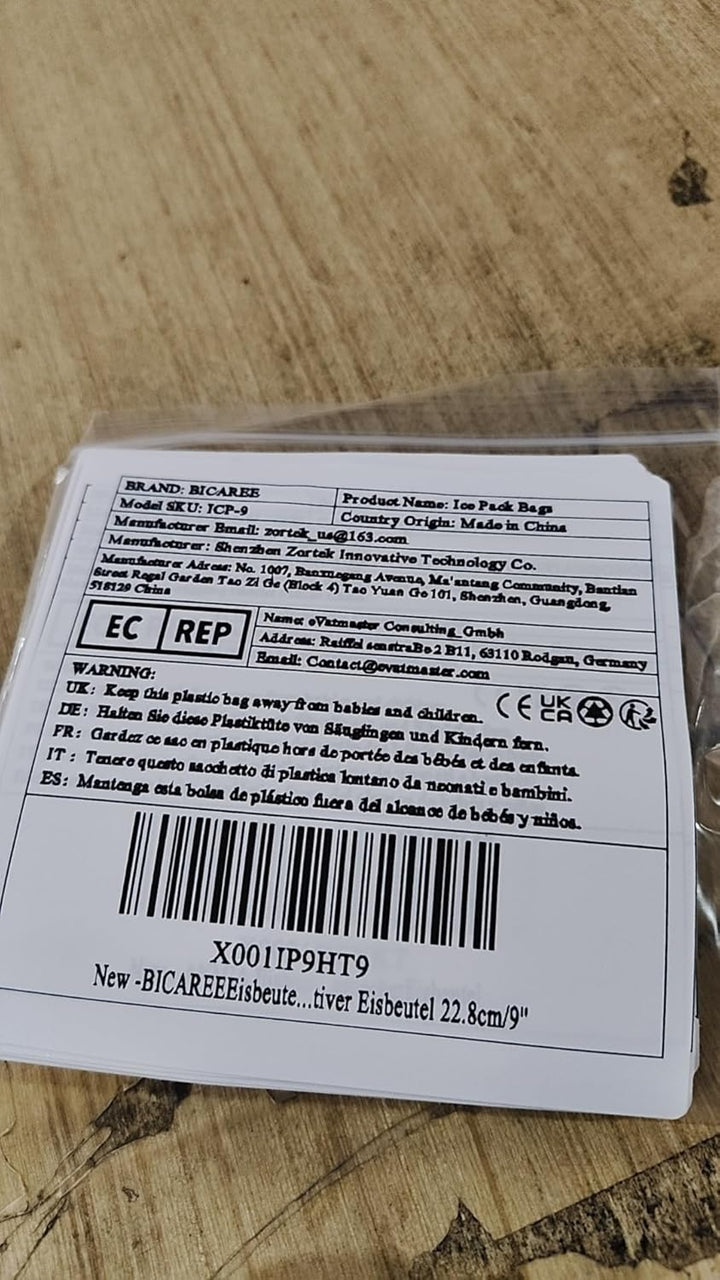 BRAND: BICAREE
Product Name: Ice Pack Bags
Model SKU: ICP-9
Country Origin: Made in China
Manufacturer Email: zortek_us@163.com
Manufacturer: Shenzhen Zortek Innovative Technology Co.
Manufacturer Adress: No. 1007, Avenue, Ma'antang Community, Bantian
Street Regal Garden Tao Zi Ge (Block 4) Tao Yuan Ge 101, Shenzhen, Guangdong,
518129 China
EC REP
Name: eVatmaster Consulting Gmbh
Address: 2 B11, 63110 Rodgau, Germany
Email: Contact@evatmaster.com
WARNING:
UK: Keep this plastic bag away from babies and children.
CE UK CA
DE: Halten Sie diese Plastiktüte von Säuglingen und Kindern fern.
FR: Gardez ce sac en plastique hors de portée des bébés et des enfants.
IT : Tenere questo sacchetto di plastica lontano da neonati e bambini.
ES: Mantenga esta bolsa de plástico fuera del alcance de bebés y niños.
X001IP9HT9
New -BICAREEEisbeute...tiver Eisbeutel 22.8cm/9"